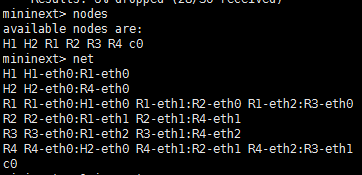 Results: 6% dropped (28/30 received)
mininext> nodes
available nodes are:
H1 H2 R1 R2 R3 R4 c0
mininext> net
H1 H1-eth0:R1-eth0
H2 H2-eth0:R4-eth0
R1 R1-eth0:H1-eth0 R1-eth1:R2-eth0 R1-eth2:R3-eth0
R2 R2-eth0:R1-eth1 R2-eth1:R4-eth1
R3 R3-eth0:R1-eth2 R3-eth1:R4-eth2
R4 R4-eth0:H2-eth0 R4-eth1:R2-eth1 R4-eth2:R3-eth1
c0